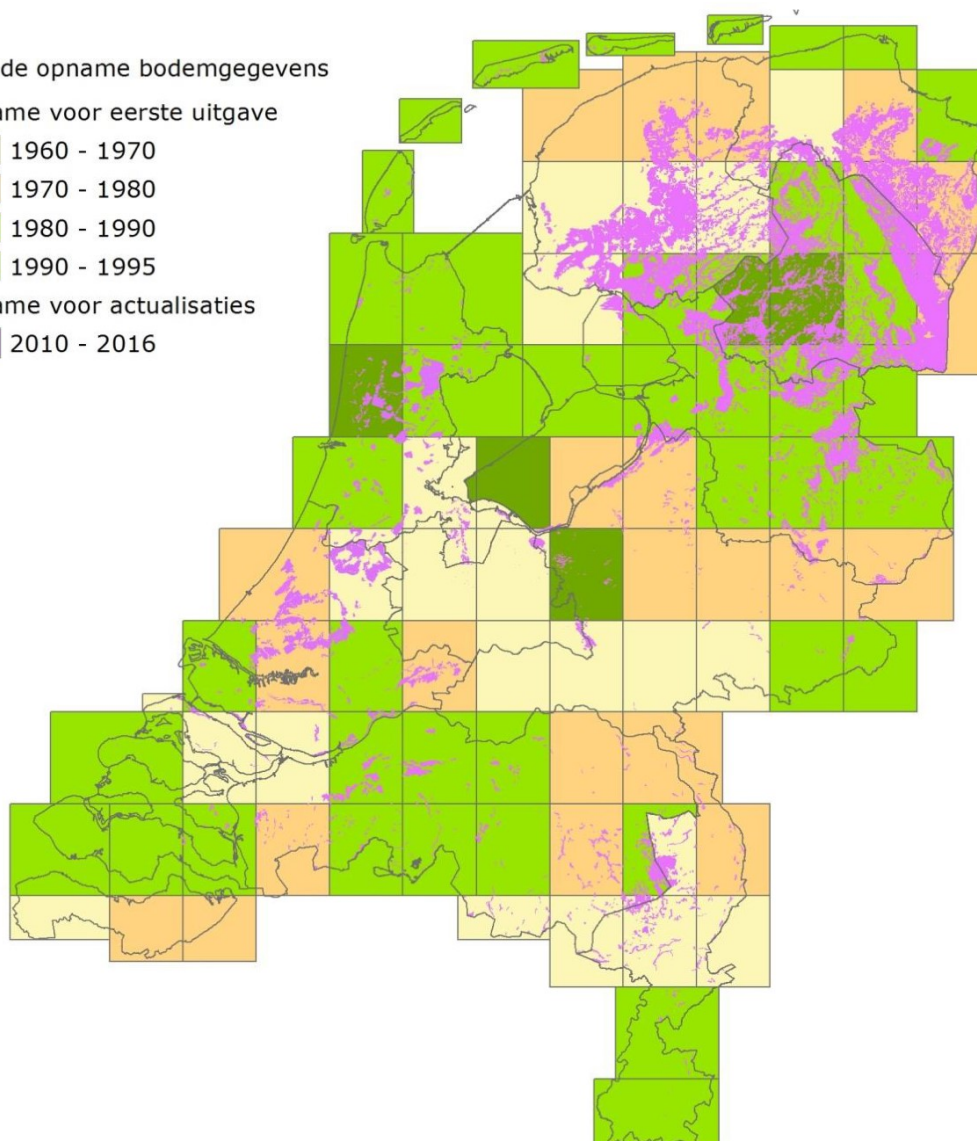 de opname bodemgegevens
ame voor eerste uitgave
1960 - 1970
1970 - 1980
1980 - 1990
1990 - 1995
ame voor actualisaties
2010 - 2016